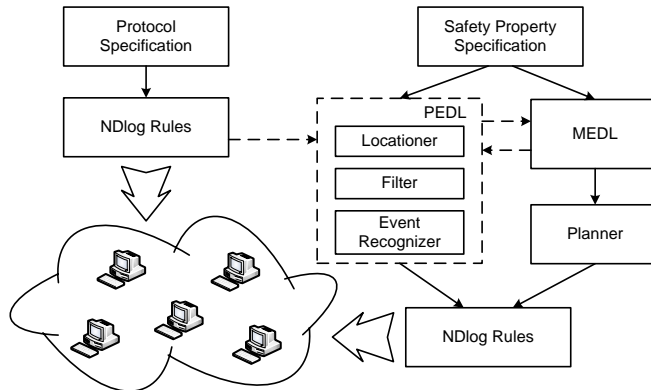 Protocol
Specification
Safety Property
Specification
NDlog Rules
PEDL
Locationer
Filter
Event
Recognizer
MEDL
Planner
NDlog Rules